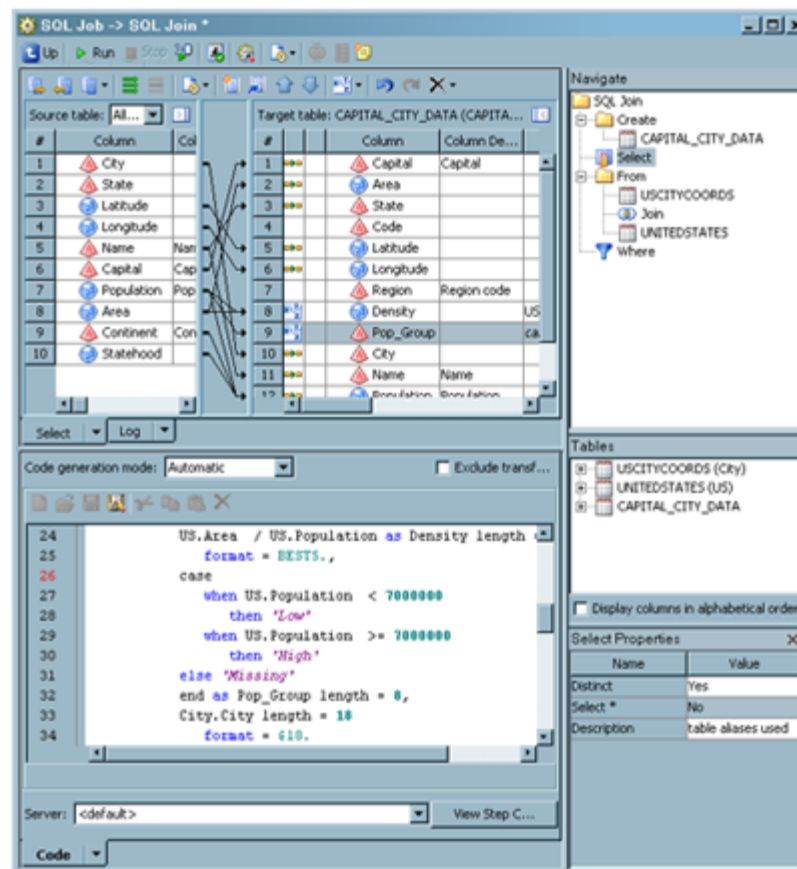 SQL Job -> SQL Join *
Up Run Stop
Source table: All... Target table: CAPITAL_CITY_DATA (CAPITA...
# Column Col # Column Column De...
1 City 1 Capital Capital
2 State 2 Area
3 Latitude 3 State
4 Longitude 4 Code
5 Name Nam 5 Latitude
6 Capital Cap 6 Longitude
7 Population Pop 7 Region Region code
8 Area 8 Density US
9 Continent Con 9 Pop_Group ca
10 Statehood 10 City
11 Name Name
12 Population Population
Select Log
Code generation mode: Automatic Exclude transf...
24 US.Area / US.Population as Density length
25 format = BEST5.,
26 case
27 when US.Population < 7000000
28 then "Low"
29 when US.Population >= 7000000
30 then "High"
31 else "Missing"
32 end as Pop_Group length = 8,
33 City.City length = 18
34 format = $18.
Server: <default> View Step C...
Code
Navigate
SQL Join
Create
CAPITAL_CITY_DATA
Select
From
USCITYCOORDS
Join
UNITEDSTATES
Where
Tables
USCITYCOORDS (City)
UNITEDSTATES (US)
CAPITAL_CITY_DATA
Display columns in alphabetical order
Select Properties
Name Value
Distinct Yes
Select * No
Description table aliases used